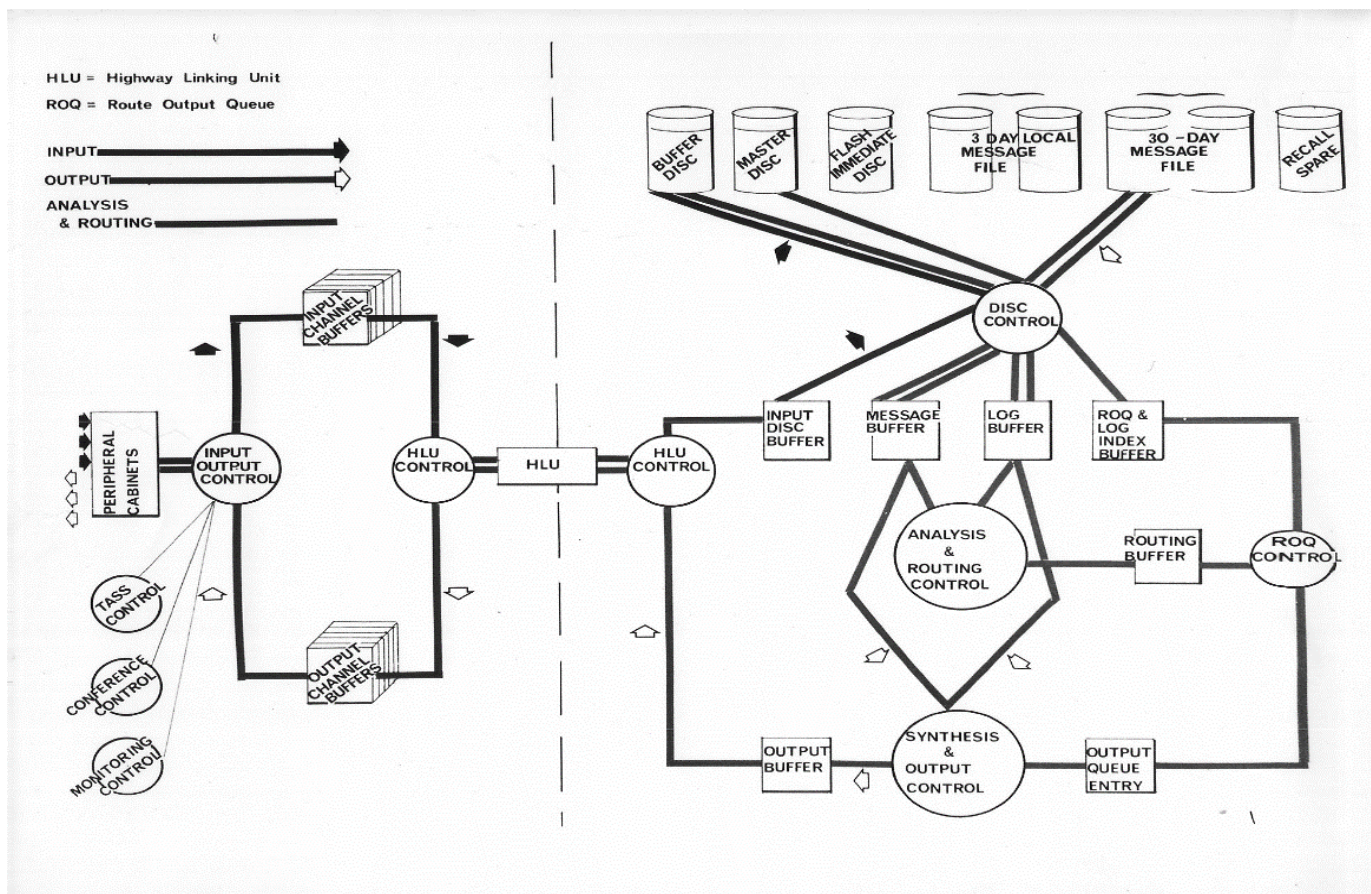 HLU = Highway Linking Unit
ROQ = Route Output Queue
INPUT
OUTPUT
ANALYSIS
& ROUTING
BUFFER
DISC
MASTER
DISC
FLASH
IMMEDIATE
DISC
3 DAY LOCAL
MESSAGE
FILE
30 - DAY
MESSAGE
FILE
RECALL
SPARE
INPUT
CHANNEL
BUFFERS
DISC
CONTROL
PERIPHERAL
CABINETS
INPUT
OUTPUT
CONTROL
HLU
CONTROL
HLU
HLU
CONTROL
INPUT
DISC
BUFFER
MESSAGE
BUFFER
LOG
BUFFER
ROQ &
LOG
INDEX
BUFFER
ANALYSIS
&
ROUTING
CONTROL
ROUTING
BUFFER
ROQ
CONTROL
TASS
CONTROL
CONFERENCE
CONTROL
MONITORING
CONTROL
OUTPUT
CHANNEL
BUFFERS
OUTPUT
BUFFER
SYNTHESIS
&
OUTPUT
CONTROL
OUTPUT
QUEUE
ENTRY